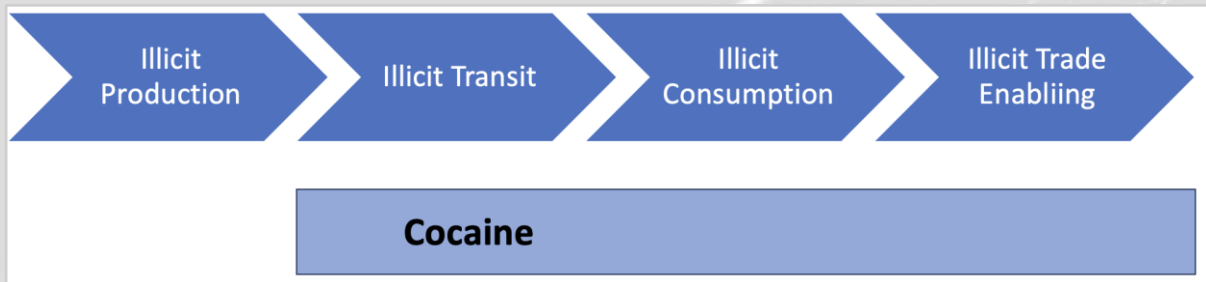 Illicit
Production
Illicit Transit
Illicit
Consumption
Illicit Trade
Enabliing
Cocaine